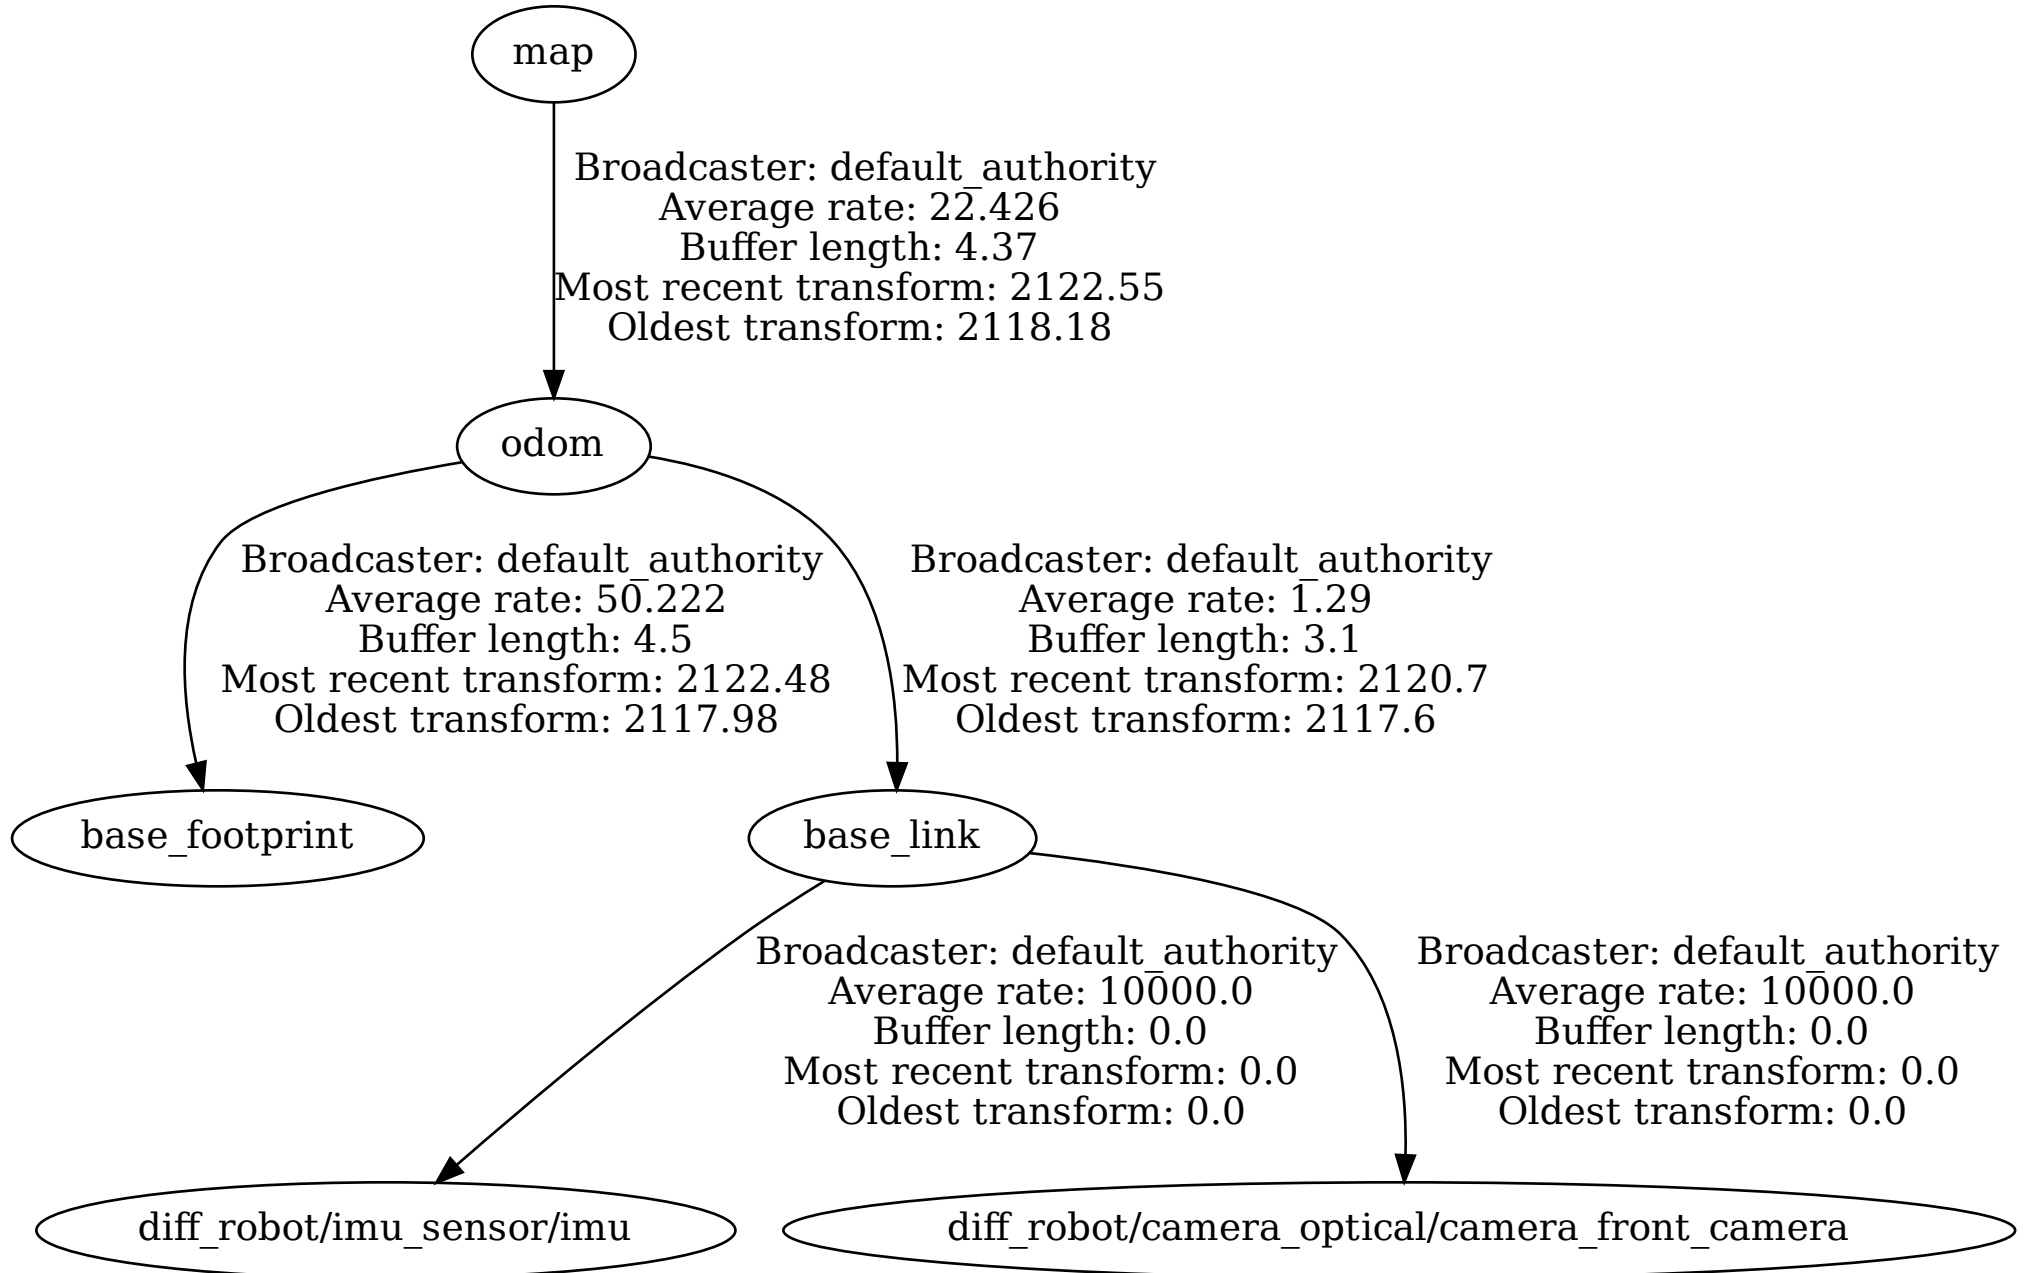 map
Broadcaster: default_authority
Average rate: 22.426
Buffer length: 4.37
Most recent transform: 2122.55
Oldest transform: 2118.18
odom
Broadcaster: default_authority
Average rate: 50.222
Buffer length: 4.5
Most recent transform: 2122.48
Oldest transform: 2117.98
Broadcaster: default_authority
Average rate: 1.29
Buffer length: 3.1
Most recent transform: 2120.7
Oldest transform: 2117.6
base_footprint
base_link
Broadcaster: default_authority
Average rate: 10000.0
Buffer length: 0.0
Most recent transform: 0.0
Oldest transform: 0.0
Broadcaster: default_authority
Average rate: 10000.0
Buffer length: 0.0
Most recent transform: 0.0
Oldest transform: 0.0
diff_robot/imu_sensor/imu
diff_robot/camera_optical/camera_front_camera